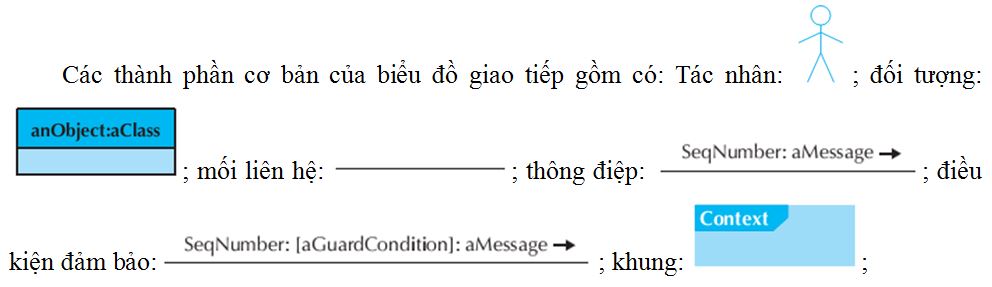 Các thành phần cơ bản của biểu đồ giao tiếp gồm có: Tác nhân: ; đối tượng:
anObject:aClass ; mối liên hệ: ; thông điệp: SeqNumber: aMessage ; điều
kiện đảm bảo: SeqNumber: [aGuardCondition]: aMessage ; khung: Context ;